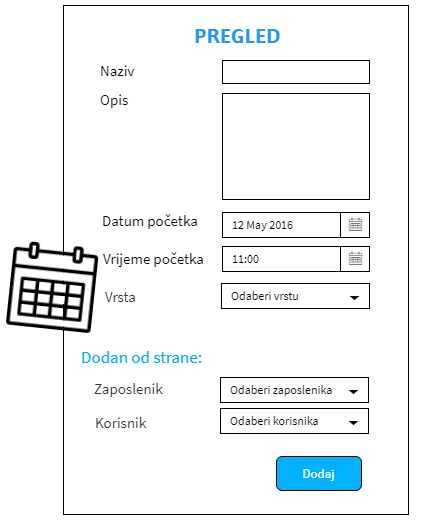 PREGLED
Naziv
Opis
Datum početka 12 May 2016
Vrijeme početka 11:00
Vrsta Odaberi vrstu
Dodan od strane:
Zaposlenik Odaberi zaposlenika
Korisnik Odaberi korisnika
Dodaj